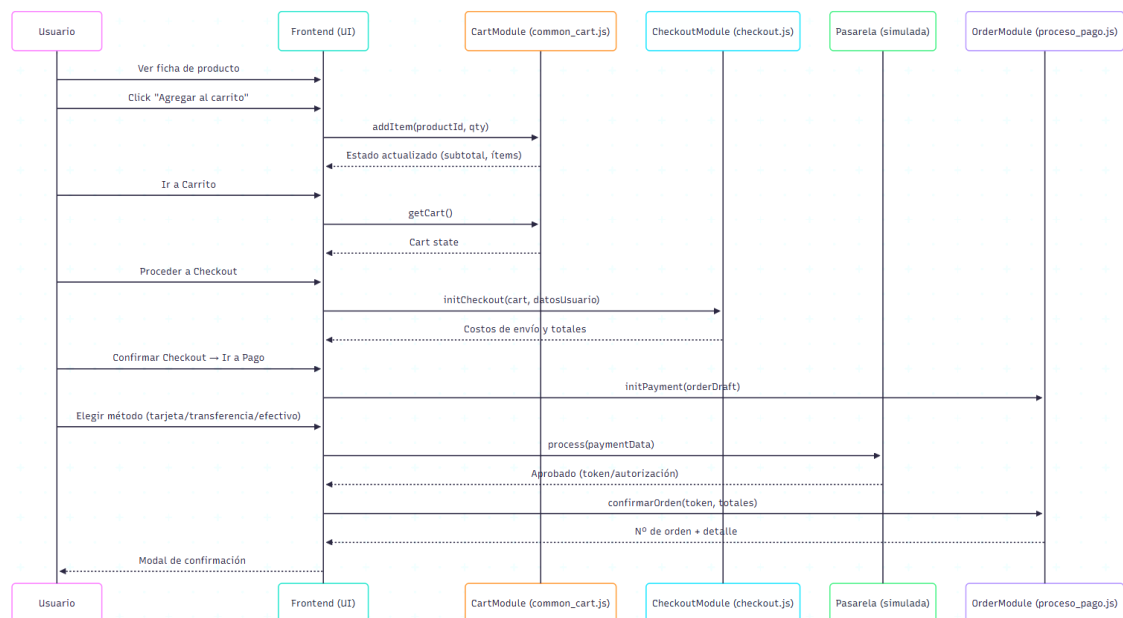 Usuario
Frontend (UI)
CartModule (common_cart.js)
CheckoutModule (checkout.js)
Pasarela (simulada)
OrderModule (proceso_pago.js)
Ver ficha de producto
Click "Agregar al carrito"
addItem(productId, qty)
Estado actualizado (subtotal, ítems)
Ir a Carrito
getCart()
Cart state
Proceder a Checkout
initCheckout(cart, datosUsuario)
Costos de envío y totales
Confirmar Checkout → Ir a Pago
initPayment(orderDraft)
Elegir método (tarjeta/transferencia/efectivo)
process(paymentData)
Aprobado (token/autorización)
confirmarOrden(token, totales)
Nº de orden + detalle
Modal de confirmación
Usuario
Frontend (UI)
CartModule (common_cart.js)
CheckoutModule (checkout.js)
Pasarela (simulada)
OrderModule (proceso_pago.js)